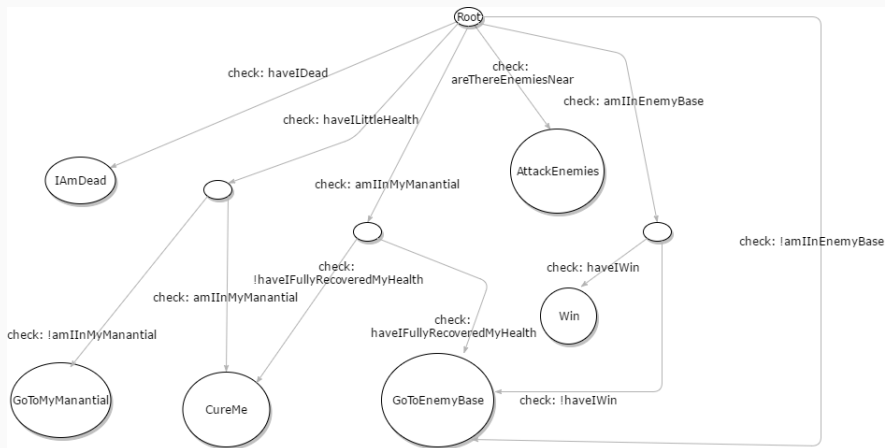 Root
check: haveIDead
check:
areThereEnemiesNear
check: amIInEnemyBase
check: haveILittleHealth
IAmDead
AttackEnemies
check: amIInMyManantial
check: !amIInEnemyBase
check:
!haveIFullyRecoveredMyHealth
check: haveIWin
check: amIInMyManantial
Win
check: !amIInMyManantial
check:
haveIFullyRecoveredMyHealth
GoToMyManantial
CureMe
GoToEnemyBase
check: !haveIWin